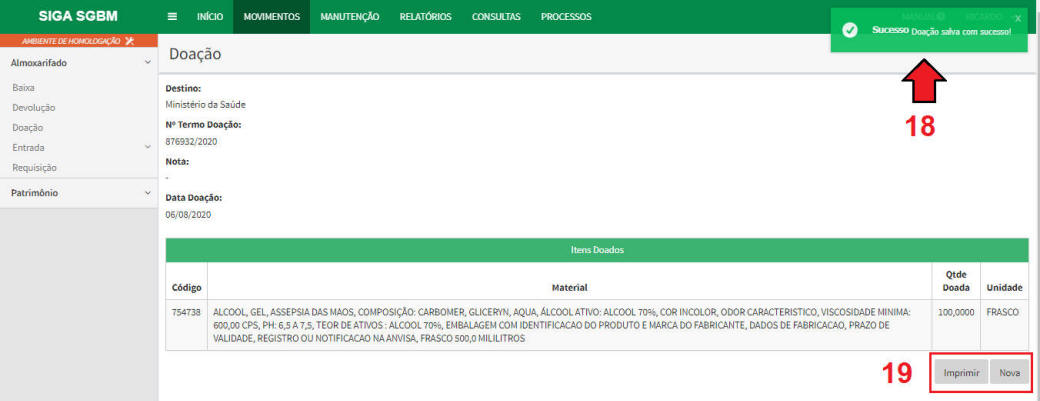 SIGA SGBM
INÍCIO MOVIMENTOS MANUTENÇÃO RELATÓRIOS CONSULTAS PROCESSOS MANUAL RICARDO
AMBIENTE DE HOMOLOGAÇÃO
Sucesso Doação salva com sucesso!
x
Almoxarifado
Baixa
Devolução
Doação
Entrada
Requisição
Patrimônio
Doação
18
Destino:
Ministério da Saúde
Nº Termo Doação:
876932/2020
Nota:
-
Data Doação:
06/08/2020
Itens Doados
Código Material Qtde Doada Unidade
754738 ALCOOL, GEL, ASSEPSIA DAS MAOS, COMPOSIÇÃO: CARBOMER, GLICERYN, AQUA, ÁLCOOL ATIVO: ALCOOL 70%, COR INCOLOR, ODOR CARACTERISTICO, VISCOSIDADE MINIMA: 100,0000 FRASCO
600,00 CPS, PH: 6,5 A 7,5, TEOR DE ATIVOS : ALCOOL 70%, EMBALAGEM COM IDENTIFICACAO DO PRODUTO E MARCA DO FABRICANTE, DADOS DE FABRICACAO, PRAZO DE
VALIDADE, REGISTRO OU NOTIFICACAO NA ANVISA, FRASCO 500,0 MILILITROS
19
Imprimir Nova